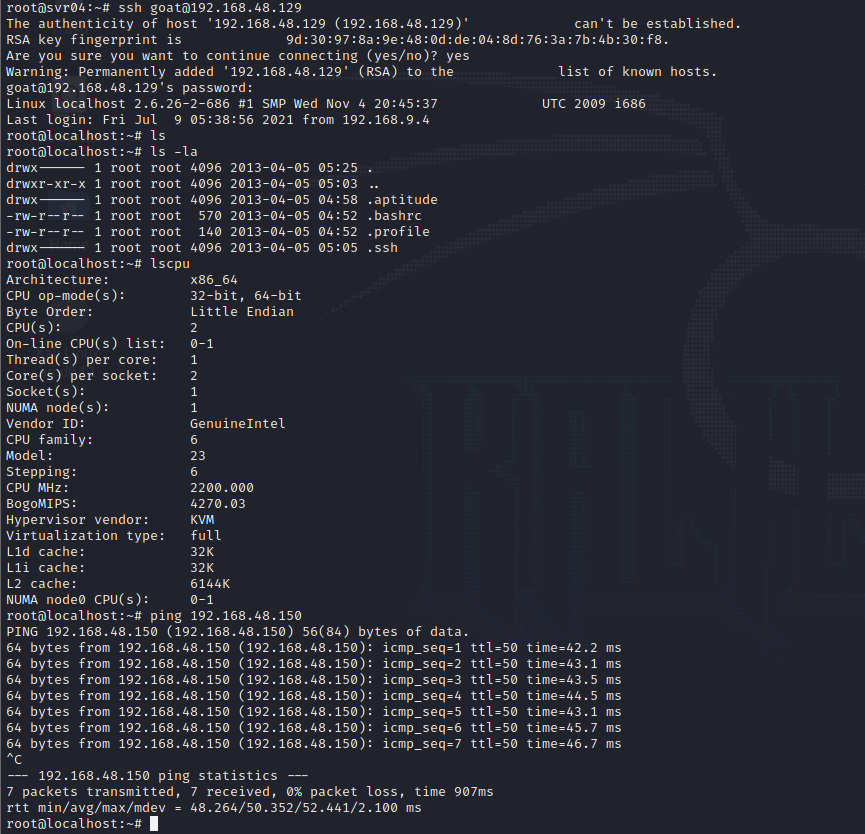 root@svr04:~# ssh goat@192.168.48.129
The authenticity of host '192.168.48.129 (192.168.48.129)'             can't be established.
RSA key fingerprint is             9d:30:97:8a:9e:48:0d:de:04:8d:76:3a:7b:4b:30:f8.
Are you sure you want to continue connecting (yes/no)? yes
Warning: Permanently added '192.168.48.129' (RSA) to the             list of known hosts.
goat@192.168.48.129's password:
Linux localhost 2.6.26-2-686 #1 SMP Wed Nov 4 20:45:37             UTC 2009 i686
Last login: Fri Jul  9 05:38:56 2021 from 192.168.9.4
root@localhost:~# ls
root@localhost:~# ls -la
drwx------ 1 root root 4096 2013-04-05 05:25 .
drwxr-xr-x 1 root root 4096 2013-04-05 05:03 ..
drwx------ 1 root root 4096 2013-04-05 04:58 .aptitude
-rw-r--r-- 1 root root  570 2013-04-05 04:52 .bashrc
-rw-r--r-- 1 root root  140 2013-04-05 04:52 .profile
drwx------ 1 root root 4096 2013-04-05 05:05 .ssh
root@localhost:~# lscpu
Architecture:          x86_64
CPU op-mode(s):        32-bit, 64-bit
Byte Order:            Little Endian
CPU(s):                2
On-line CPU(s) list:   0-1
Thread(s) per core:    1
Core(s) per socket:    2
Socket(s):             1
NUMA node(s):          1
Vendor ID:             GenuineIntel
CPU family:            6
Model:                 23
Stepping:              6
CPU MHz:               2200.000
BogoMIPS:              4270.03
Hypervisor vendor:     KVM
Virtualization type:   full
L1d cache:             32K
L1i cache:             32K
L2 cache:              6144K
NUMA node0 CPU(s):     0-1
root@localhost:~# ping 192.168.48.150
PING 192.168.48.150 (192.168.48.150) 56(84) bytes of data.
64 bytes from 192.168.48.150 (192.168.48.150): icmp_seq=1 ttl=50 time=42.2 ms
64 bytes from 192.168.48.150 (192.168.48.150): icmp_seq=2 ttl=50 time=43.1 ms
64 bytes from 192.168.48.150 (192.168.48.150): icmp_seq=3 ttl=50 time=43.5 ms
64 bytes from 192.168.48.150 (192.168.48.150): icmp_seq=4 ttl=50 time=44.5 ms
64 bytes from 192.168.48.150 (192.168.48.150): icmp_seq=5 ttl=50 time=43.1 ms
64 bytes from 192.168.48.150 (192.168.48.150): icmp_seq=6 ttl=50 time=45.7 ms
64 bytes from 192.168.48.150 (192.168.48.150): icmp_seq=7 ttl=50 time=46.7 ms
^C
--- 192.168.48.150 ping statistics ---
7 packets transmitted, 7 received, 0% packet loss, time 907ms
rtt min/avg/max/mdev = 48.264/50.352/52.441/2.100 ms
root@localhost:~#